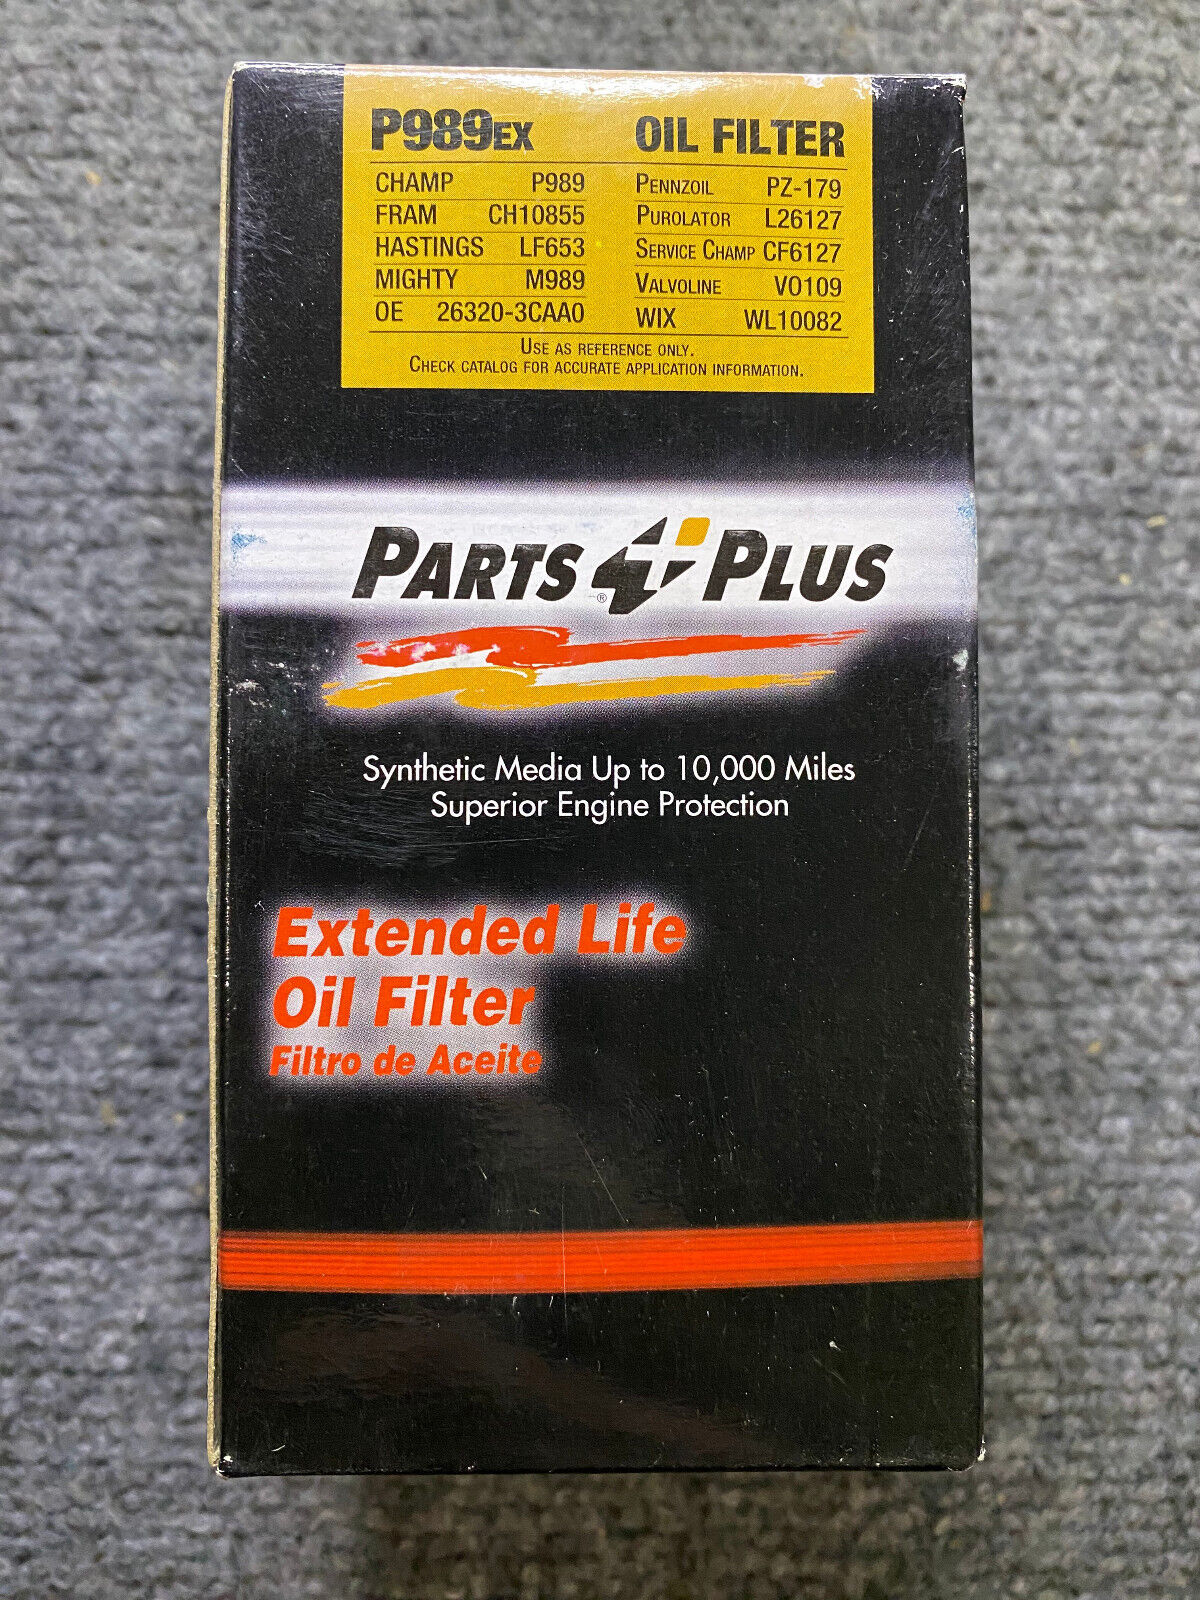 P989EX OIL FILTER
CHAMP P989
FRAM CH10855
HASTINGS LF653
MIGHTY M989
OE 26320-3CAA0
PENNZOIL PZ-179
PUROLATOR L26127
SERVICE CHAMP CF6127
VALVOLINE VO109
WIX WL10082
USE AS REFERENCE ONLY.
CHECK CATALOG FOR ACCURATE APPLICATION INFORMATION.
PARTS PLUS
®
Synthetic Media Up to 10,000 Miles
Superior Engine Protection
Extended Life
Oil Filter
Filtro de Aceite